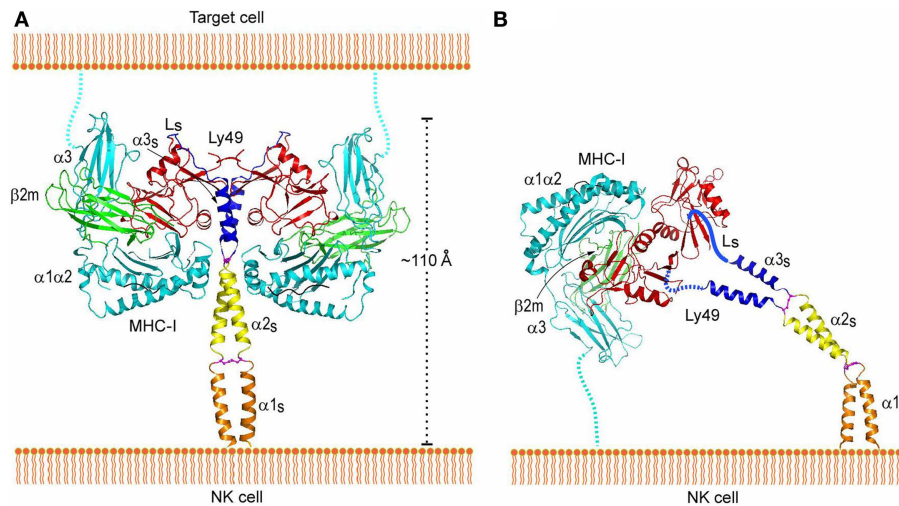 A
Target cell
Ls
Ly49
α3s
α3
β2m
~110 Å
α1α2
MHC-I
α2s
α1s
NK cell
B
MHC-I
α1α2
Ls
α3s
β2m
Ly49
α3
α2s
α1
NK cell